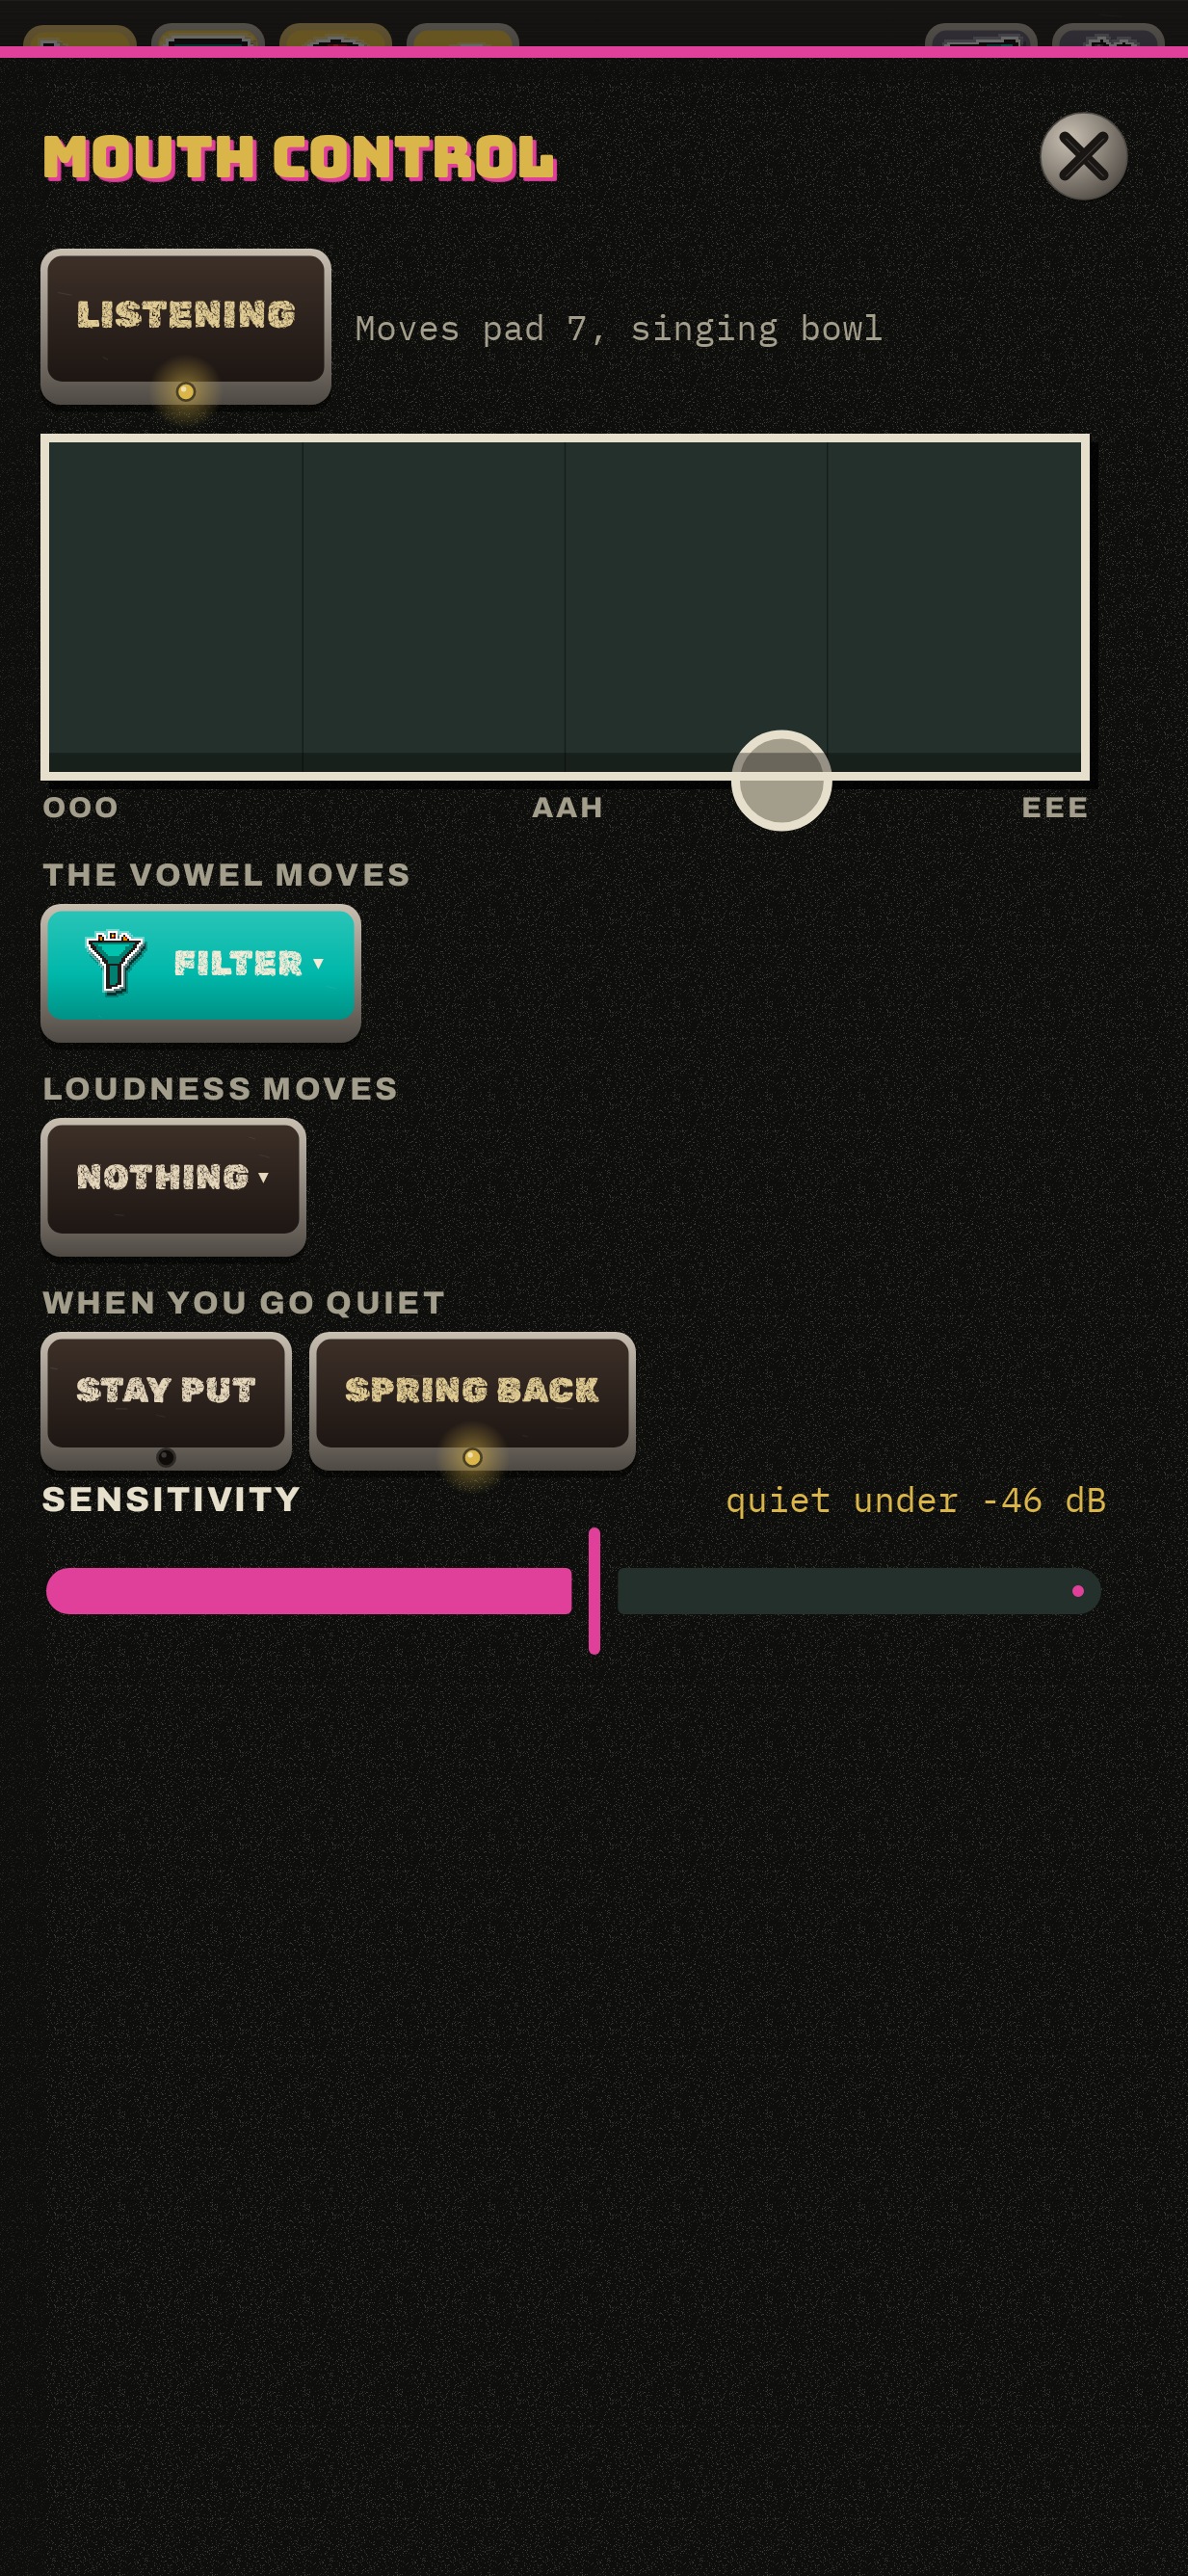 MOUTH CONTROL
LISTENING
Moves pad 7, singing bowl
OOO AAH EEE
THE VOWEL MOVES
FILTER ▾
LOUDNESS MOVES
NOTHING ▾
WHEN YOU GO QUIET
STAY PUT SPRING BACK
SENSITIVITY quiet under -46 dB